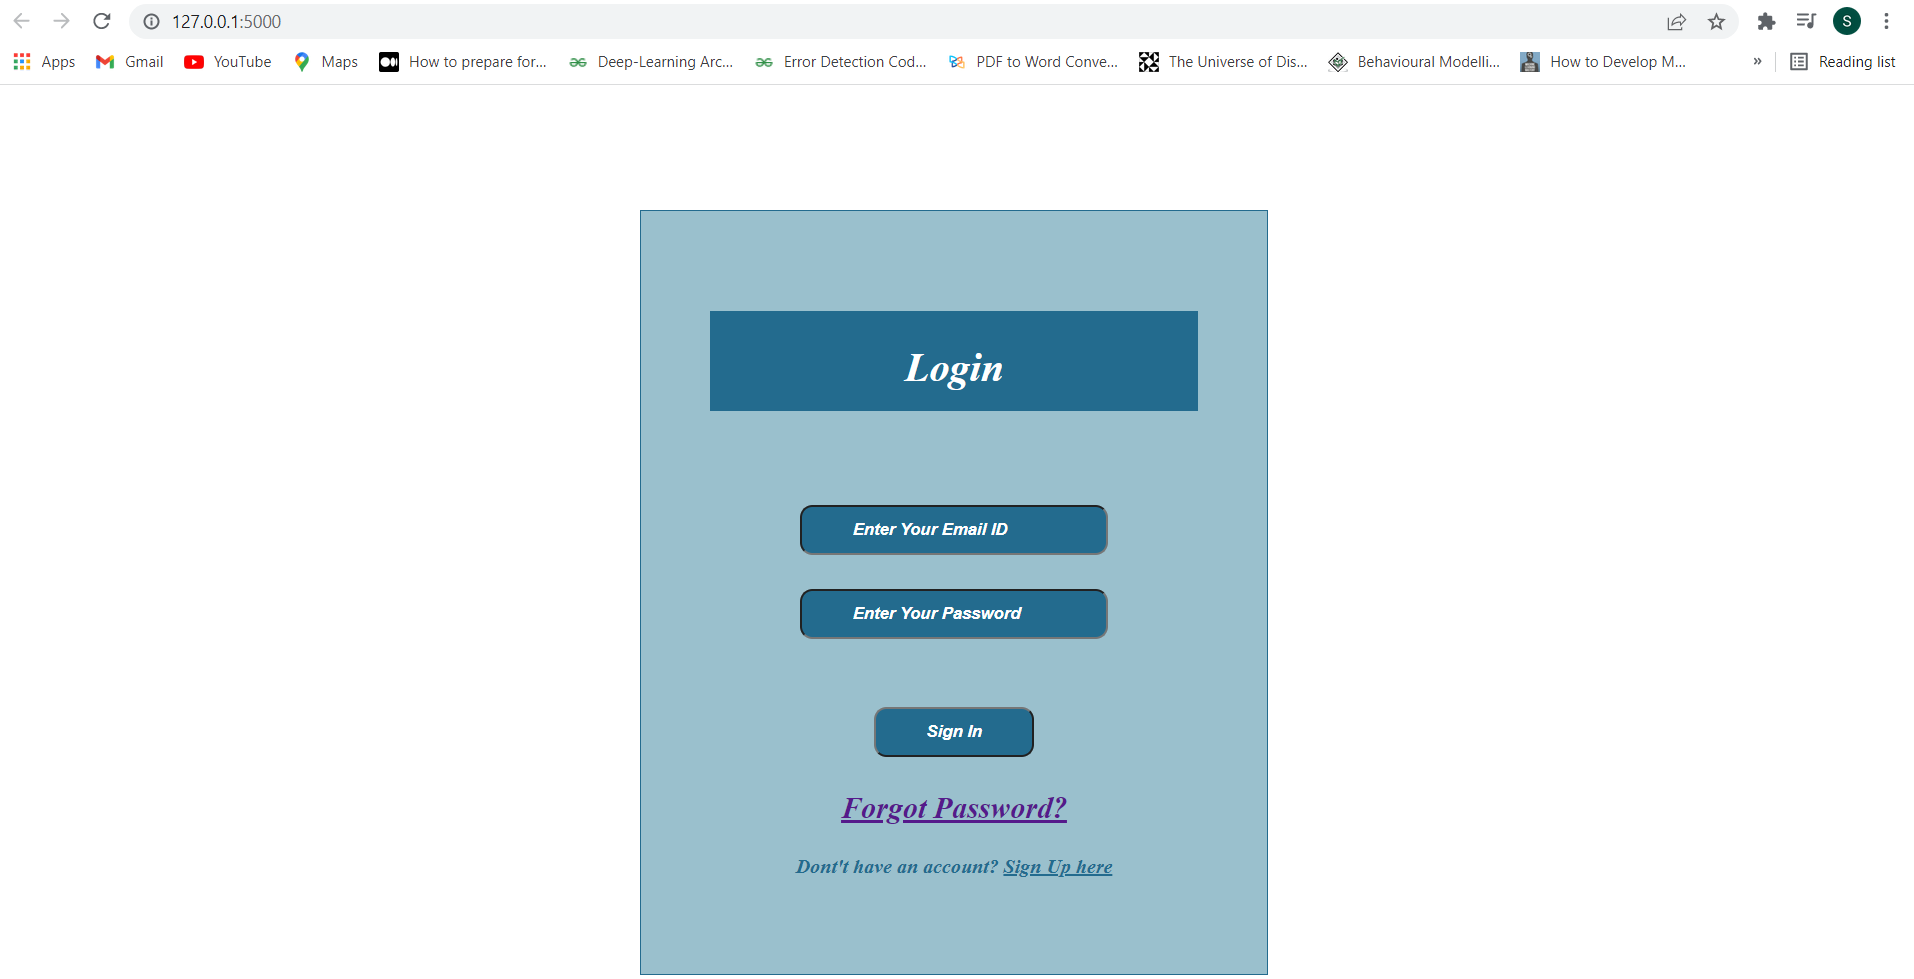 127.0.0.1:5000
S
Apps Gmail YouTube Maps How to prepare for... Deep-Learning Arc... Error Detection Cod... PDF to Word Conve... The Universe of Dis... Behavioural Modelli... How to Develop M... » Reading list
Login
Enter Your Email ID
Enter Your Password
Sign In
Forgot Password?
Dont't have an account? Sign Up here